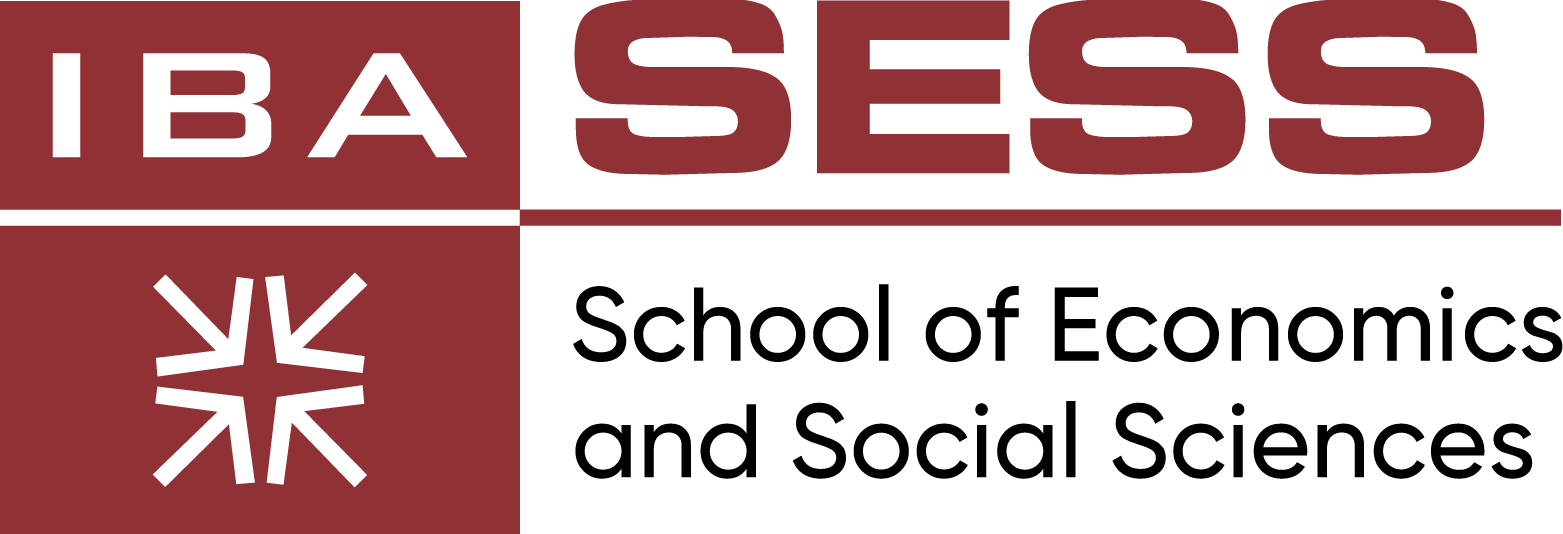 IBA
SESS
School of Economics
and Social Sciences